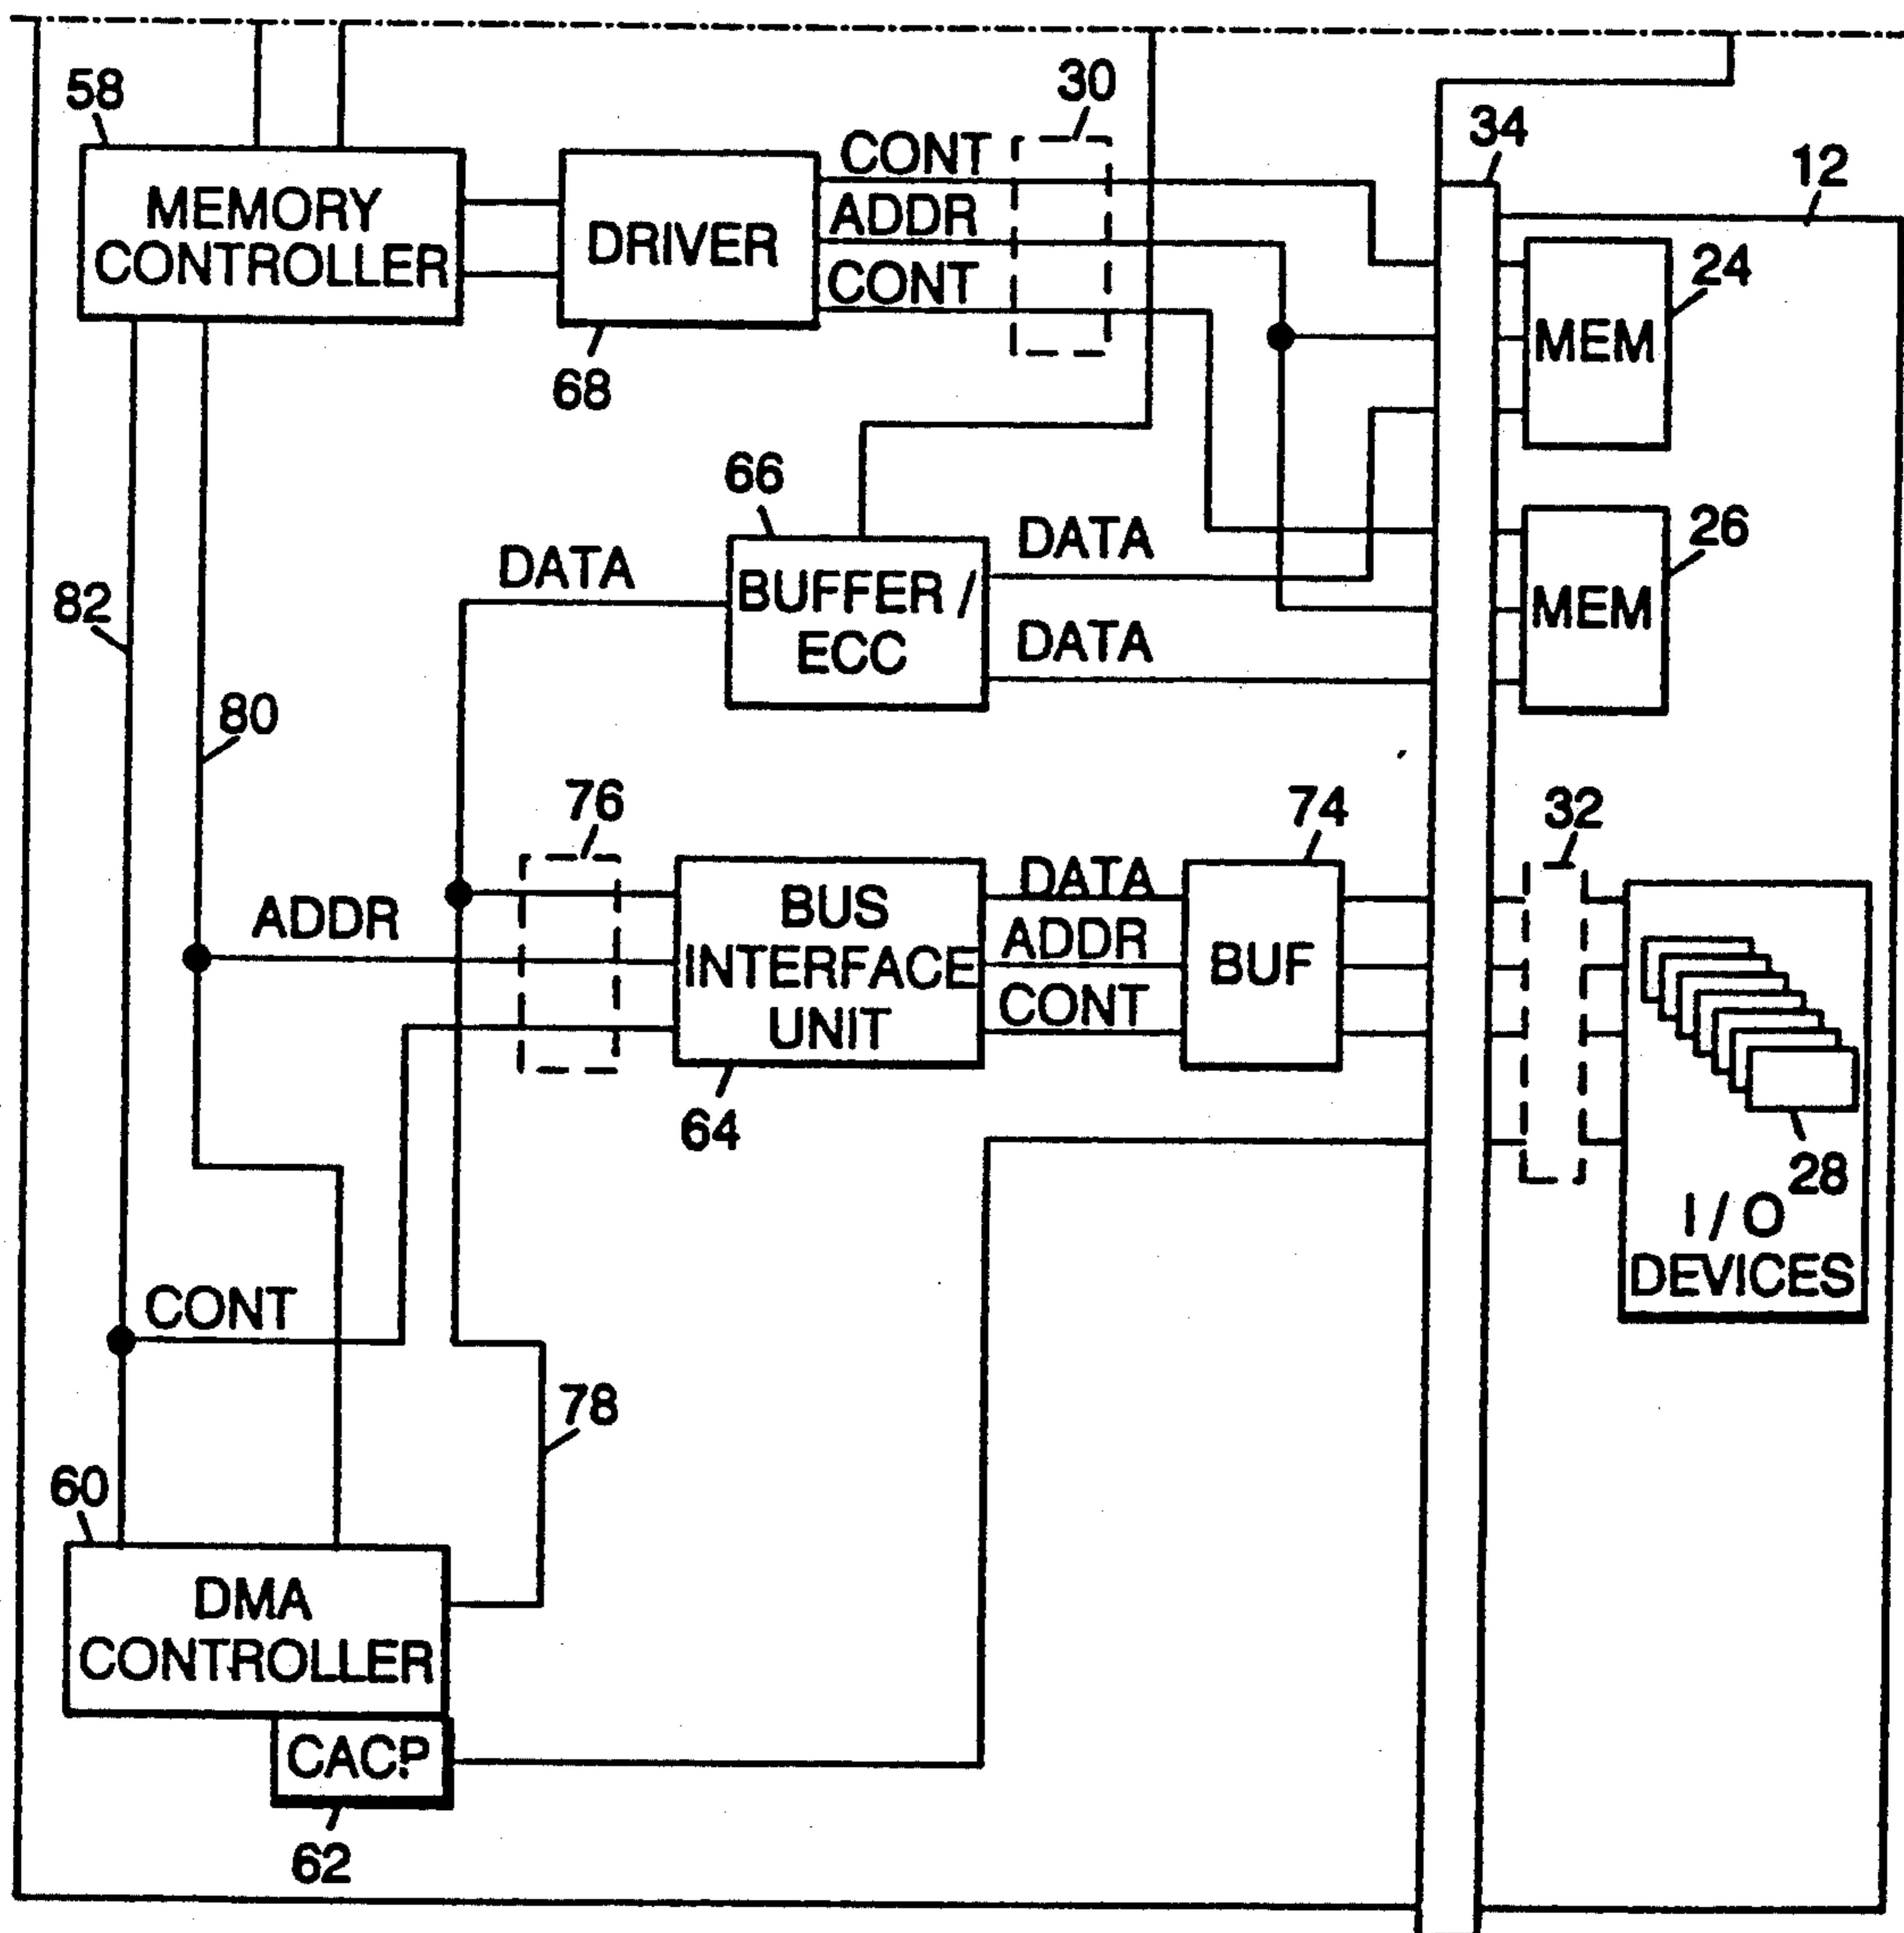 30
58
34
12
CONT
MEMORY
CONTROLLER
DRIVER
ADDR
CONT
24
MEM
68
66
DATA
26
DATA
BUFFER /
ECC
MEM
82
DATA
80
76
74
32
DATA
BUS
INTERFACE
UNIT
ADDR
ADDR
BUF
CONT
64
28
I / O
DEVICES
CONT
78
60
DMA
CONTROLLER
CACP
62